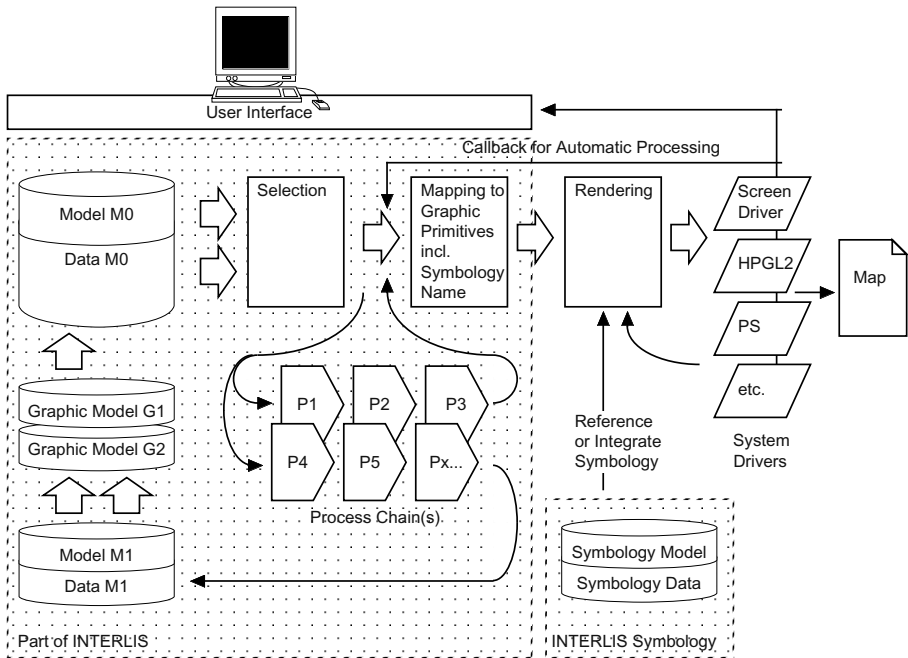 User Interface
Callback for Automatic Processing
Model M0
Data M0
Selection
Mapping to
Graphic
Primitives
incl.
Symbology
Name
Rendering
Screen
Driver
HPGL2
PS
etc.
System
Drivers
Map
Graphic Model G1
Graphic Model G2
P1
P2
P3
P4
P5
Px...
Process Chain(s)
Reference
or Integrate
Symbology
Model M1
Data M1
Symbology Model
Symbology Data
Part of INTERLIS
INTERLIS Symbology